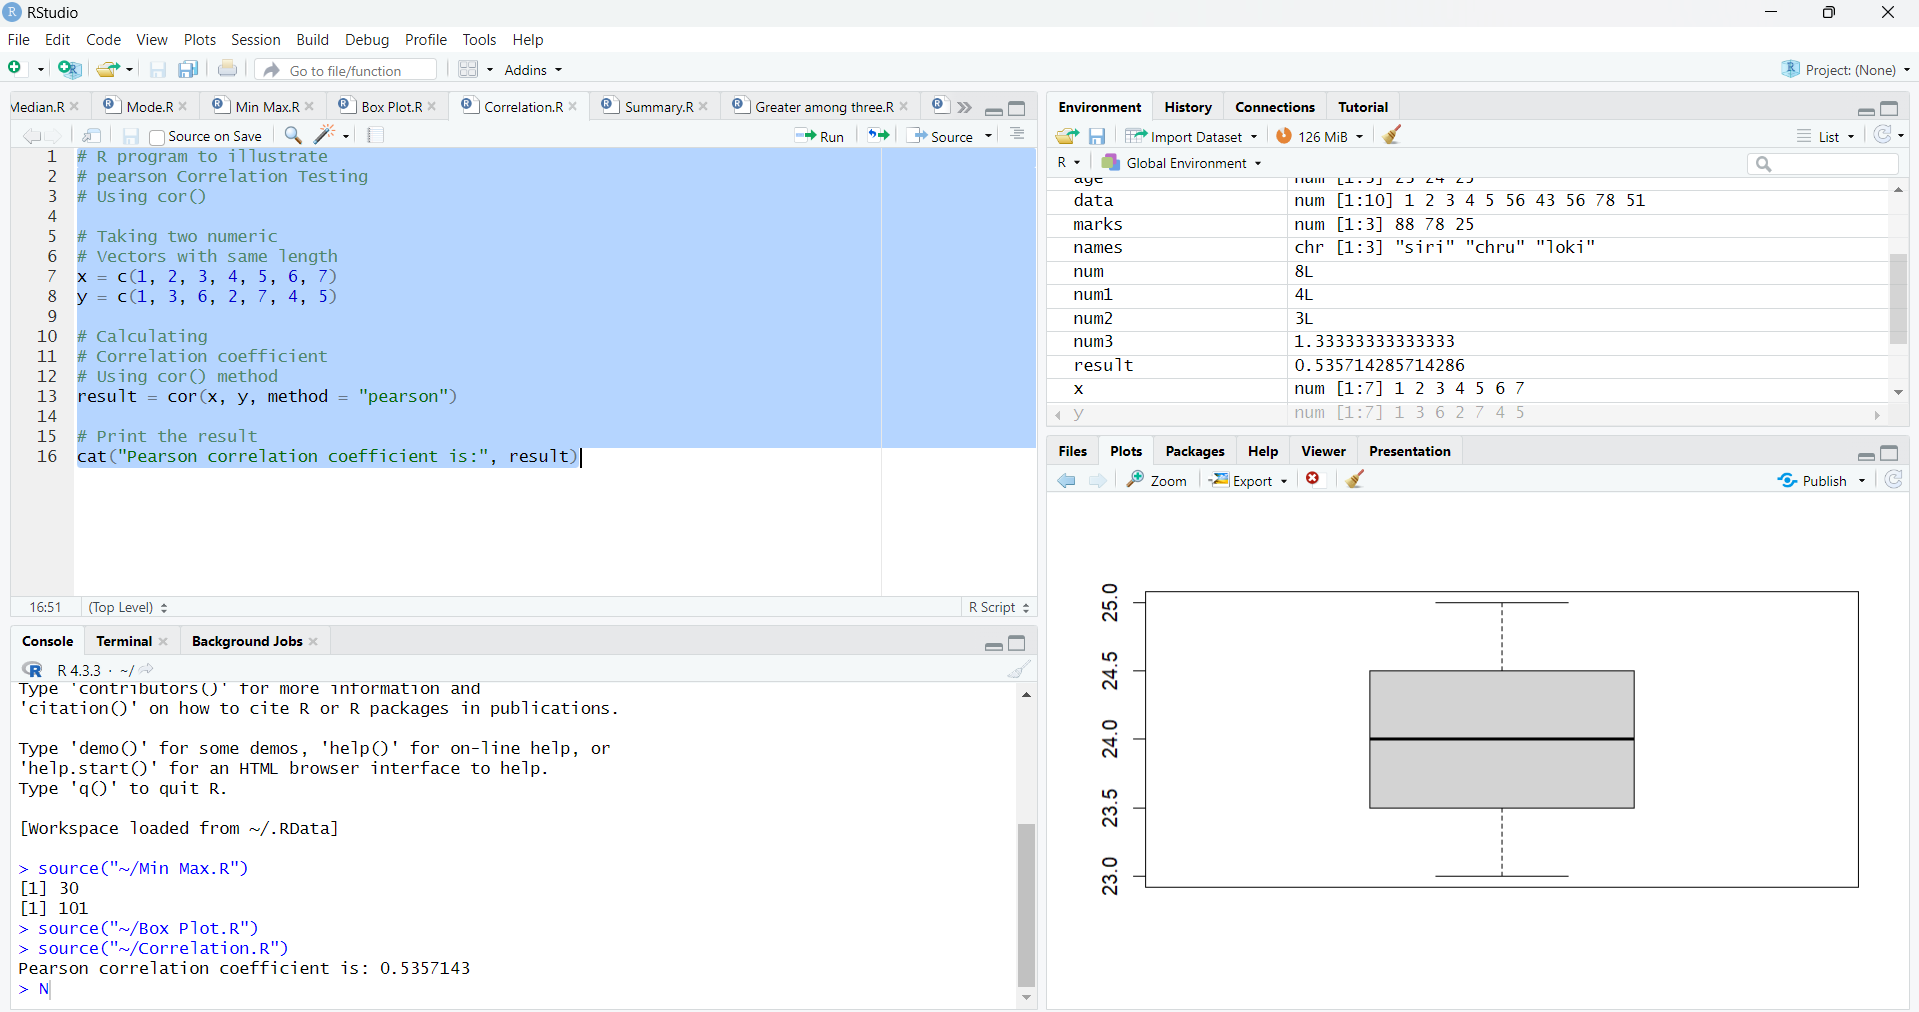 RStudio
File Edit Code View Plots Session Build Debug Profile Tools Help
Go to file/function Addins Project: (None)
Median.R Mode.R Min Max.R Box Plot.R Correlation.R Summary.R Greater among three.R
Source on Save Run Source
1 # R program to illustrate
2 # pearson Correlation Testing
3 # Using cor()
4
5 # Taking two numeric
6 # Vectors with same length
7 x = c(1, 2, 3, 4, 5, 6, 7)
8 y = c(1, 3, 6, 2, 7, 4, 5)
9
10 # Calculating
11 # Correlation coefficient
12 # Using cor() method
13 result = cor(x, y, method = "pearson")
14
15 # Print the result
16 cat("Pearson correlation coefficient is:", result)
16:51 (Top Level) R Script
Console Terminal Background Jobs
R 4.3.3 · ~/
Type 'contributors()' for more information and
'citation()' on how to cite R or R packages in publications.
Type 'demo()' for some demos, 'help()' for on-line help, or
'help.start()' for an HTML browser interface to help.
Type 'q()' to quit R.
[Workspace loaded from ~/.RData]
> source("~/Min Max.R")
[1] 30
[1] 101
> source("~/Box Plot.R")
> source("~/Correlation.R")
Pearson correlation coefficient is: 0.5357143
> N
Environment History Connections Tutorial
Import Dataset 126 MiB List
R Global Environment
age num [1:3] 23 24 25
data num [1:10] 1 2 3 4 5 56 43 56 78 51
marks num [1:3] 88 78 25
names chr [1:3] "siri" "chru" "loki"
num 8L
num1 4L
num2 3L
num3 1.33333333333333
result 0.535714285714286
x num [1:7] 1 2 3 4 5 6 7
y num [1:7] 1 3 6 2 7 4 5
Files Plots Packages Help Viewer Presentation
Zoom Export Publish
25.0
24.5
24.0
23.5
23.0